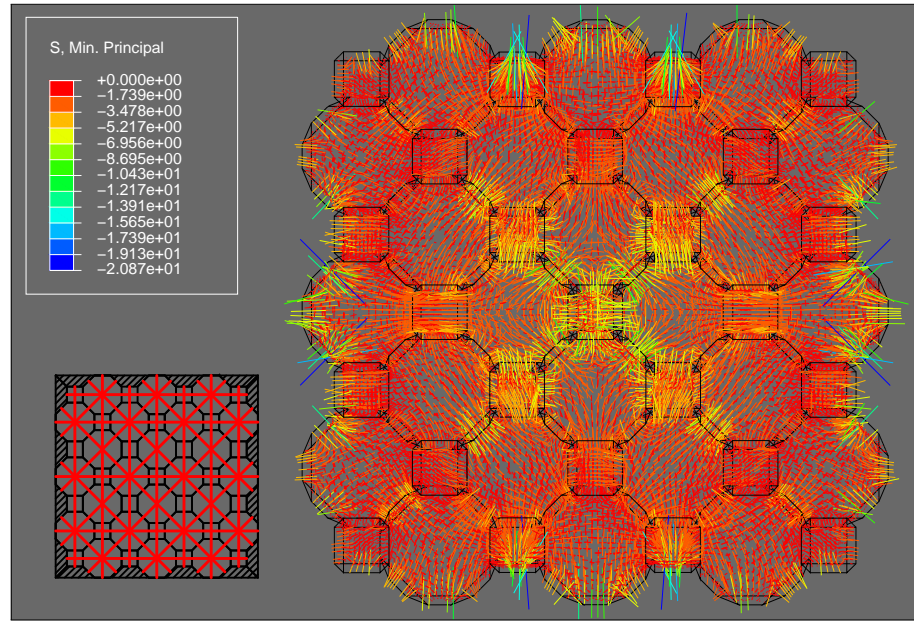 S, Min. Principal
+0.000e+00
−1.739e+00
−3.478e+00
−5.217e+00
−6.956e+00
−8.695e+00
−1.043e+01
−1.217e+01
−1.391e+01
−1.565e+01
−1.739e+01
−1.913e+01
−2.087e+01